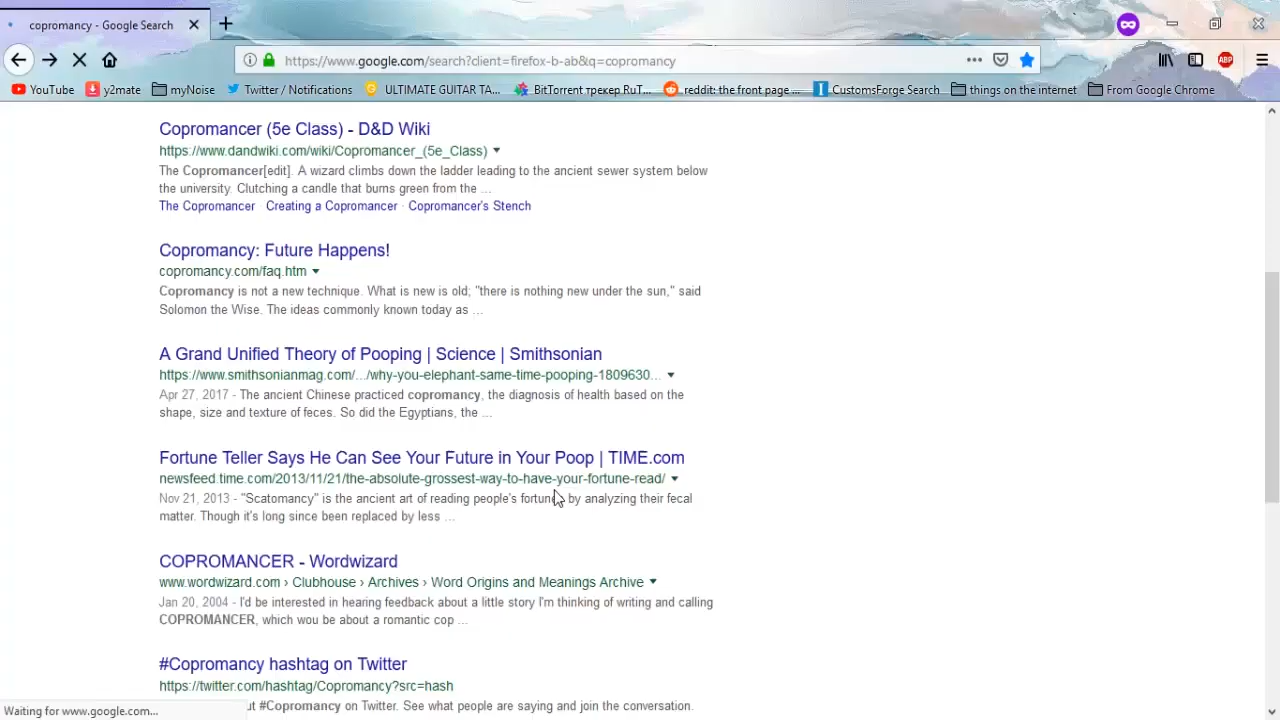 copromancy - Google Search
https://www.google.com/search?client=firefox-b-ab&q=copromancy
YouTube y2mate myNoise Twitter / Notifications ULTIMATE GUITAR TA... BitTorrent трекер RuT... reddit: the front page ... CustomsForge Search things on the internet From Google Chrome
ABP
Copromancer (5e Class) - D&D Wiki
https://www.dandwiki.com/wiki/Copromancer_(5e_Class)
The Copromancer[edit]. A wizard climbs down the ladder leading to the ancient sewer system below
the university. Clutching a candle that burns green from the ...
The Copromancer · Creating a Copromancer · Copromancer's Stench
Copromancy: Future Happens!
copromancy.com/faq.htm
Copromancy is not a new technique. What is new is old; "there is nothing new under the sun," said
Solomon the Wise. The ideas commonly known today as ...
A Grand Unified Theory of Pooping | Science | Smithsonian
https://www.smithsonianmag.com/.../why-you-elephant-same-time-pooping-1809630...
Apr 27, 2017 - The ancient Chinese practiced copromancy, the diagnosis of health based on the
shape, size and texture of feces. So did the Egyptians, the ...
Fortune Teller Says He Can See Your Future in Your Poop | TIME.com
newsfeed.time.com/2013/11/21/the-absolute-grossest-way-to-have-your-fortune-read/
Nov 21, 2013 - "Scatomancy" is the ancient art of reading people's fortune by analyzing their fecal
matter. Though it's long since been replaced by less ...
COPROMANCER - Wordwizard
www.wordwizard.com › Clubhouse › Archives › Word Origins and Meanings Archive
Jan 20, 2004 - I'd be interested in hearing feedback about a little story I'm thinking of writing and calling
COPROMANCER, which wou be about a romantic cop ...
#Copromancy hashtag on Twitter
https://twitter.com/hashtag/Copromancy?src=hash
ut #Copromancy on Twitter. See what people are saying and join the conversation.
Waiting for www.google.com...